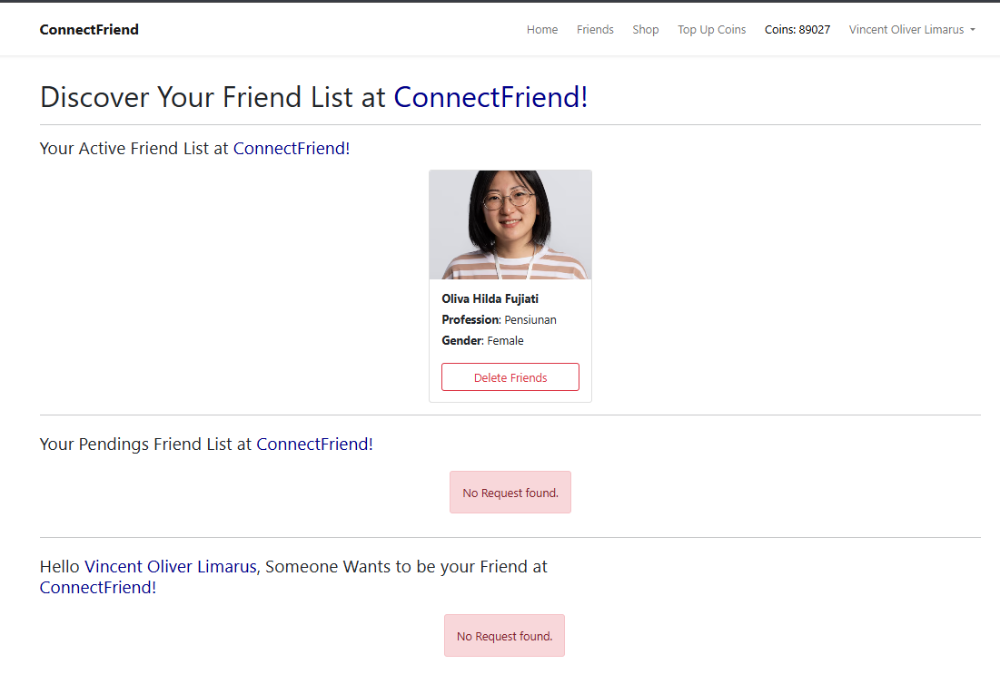 ConnectFriend
Home Friends Shop Top Up Coins Coins: 89027 Vincent Oliver Limarus
Discover Your Friend List at ConnectFriend!
Your Active Friend List at ConnectFriend!
Oliva Hilda Fujiati
Profession: Pensiunan
Gender: Female
Delete Friends
Your Pendings Friend List at ConnectFriend!
No Request found.
Hello Vincent Oliver Limarus, Someone Wants to be your Friend at
ConnectFriend!
No Request found.